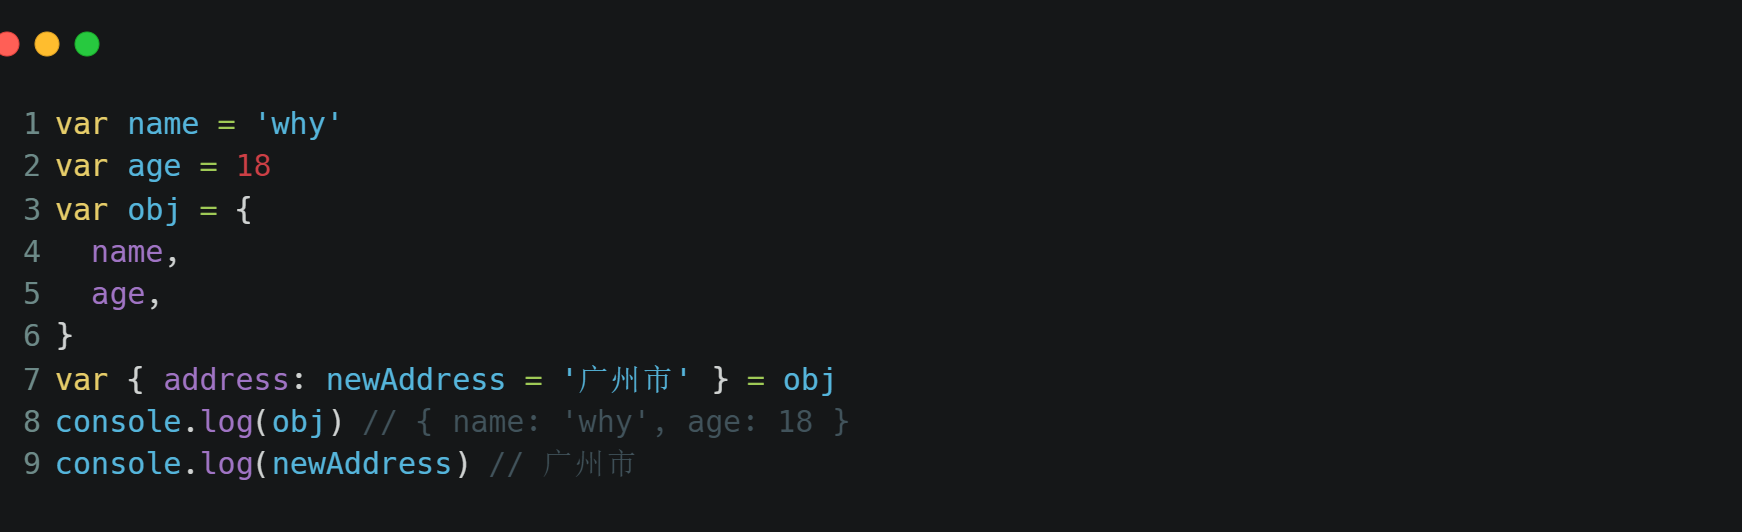 1 var name = 'why'
2 var age = 18
3 var obj = {
4   name,
5   age,
6 }
7 var { address: newAddress = '广州市' } = obj
8 console.log(obj) // { name: 'why', age: 18 }
9 console.log(newAddress) // 广州市